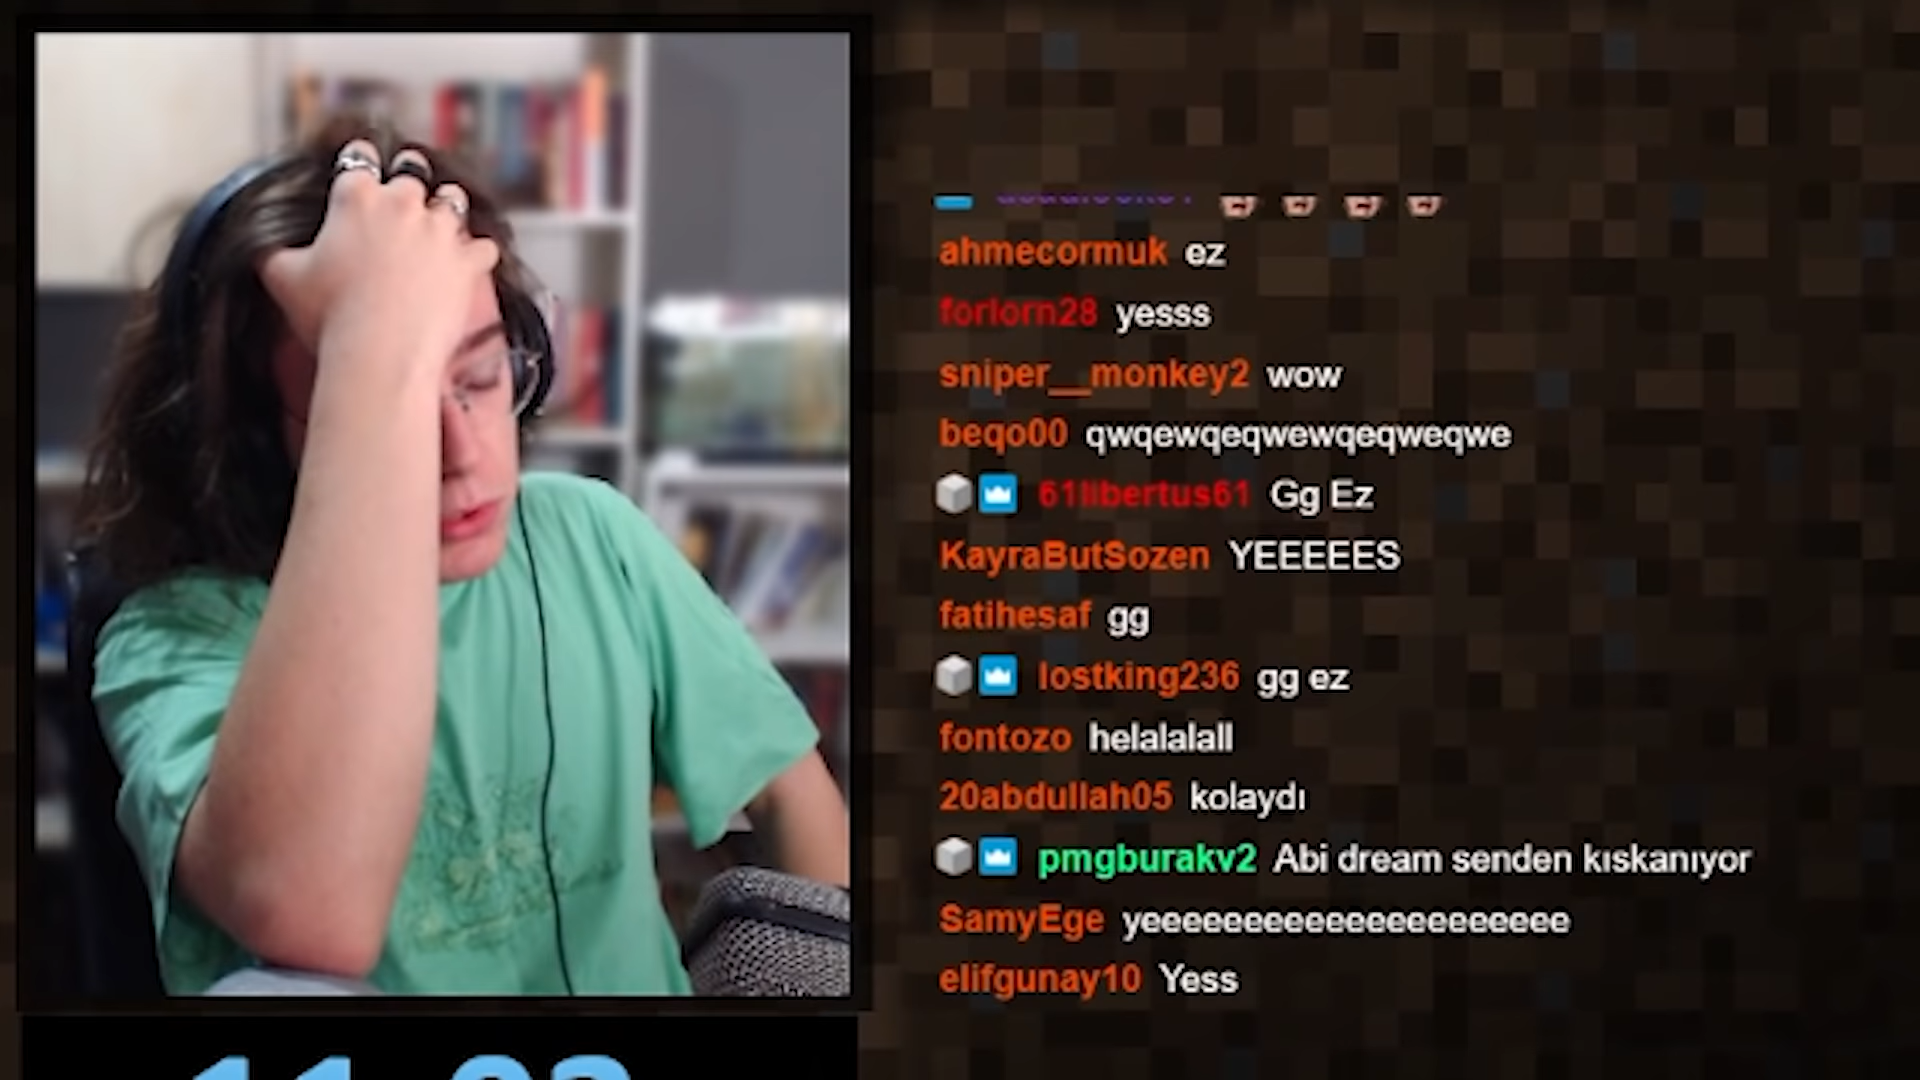 ahmecormuk ez
forlorn28 yesss
sniper__monkey2 wow
beqo00 qwqewqeqwewqeqweqwe
61libertus61 Gg Ez
KayraButSozen YEEEEES
fatihesaf gg
lostking236 gg ez
fontozo helalalall
20abdullah05 kolaydı
pmgburakv2 Abi dream senden kıskanıyor
SamyEge yeeeeeeeeeeeeeeeeeeeee
elifgunay10 Yess